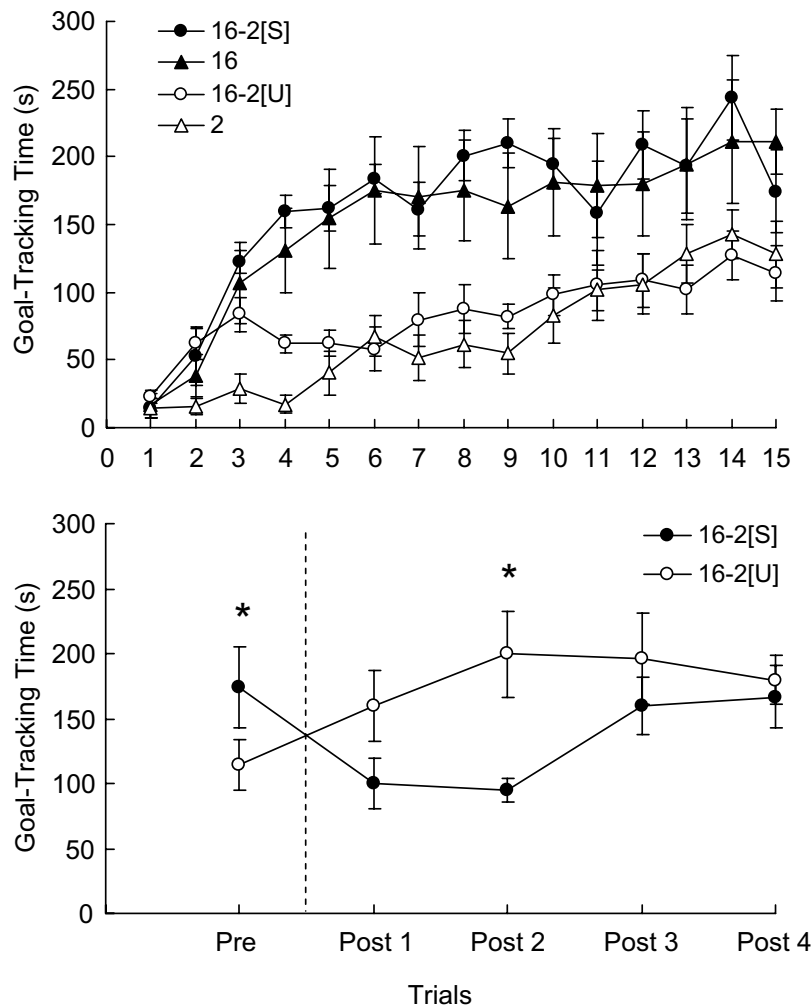 300
250
200
150
100
50
0
Goal-Tracking Time (s)
16-2[S]
16
16-2[U]
2
0 1 2 3 4 5 6 7 8 9 10 11 12 13 14 15
300
250
200
150
100
50
0
Goal-Tracking Time (s)
16-2[S]
16-2[U]
*
*
Pre Post 1 Post 2 Post 3 Post 4
Trials